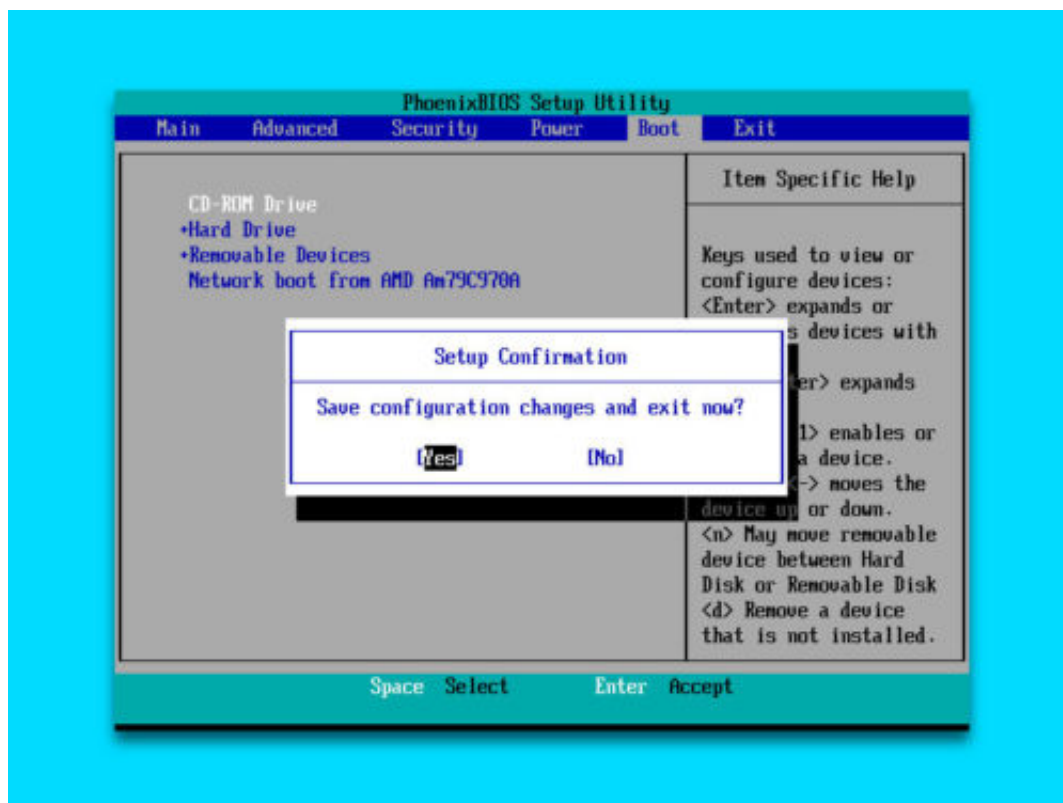 PhoenixBIOS Setup Utility
Main Advanced Security Power Boot Exit
CD-ROM Drive
+Hard Drive
+Removable Devices
Network boot from AMD Am79C970A
Setup Confirmation
Save configuration changes and exit now?
[Yes] [No]
Item Specific Help
Keys used to view or
configure devices:
<Enter> expands or
devices with
expands
1> enables or
a device.
<-> moves the
device up or down.
<n> May move removable
device between Hard
Disk or Removable Disk
<d> Remove a device
that is not installed.
Space Select Enter Accept